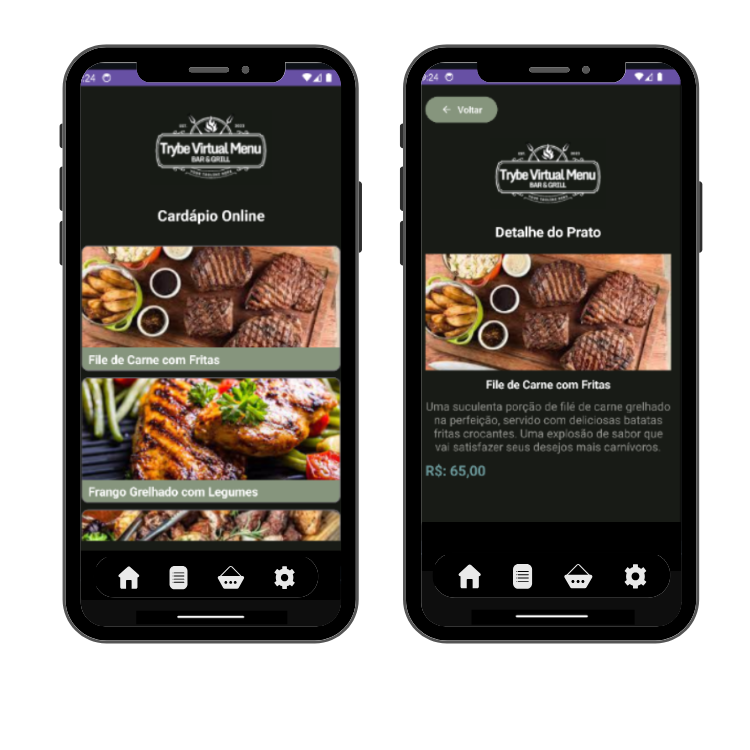 :24
Trybe Virtual Menu
BAR & GRILL
Cardápio Online
File de Carne com Fritas
Frango Grelhado com Legumes
:24
Voltar
Trybe Virtual Menu
BAR & GRILL
Detalhe do Prato
File de Carne com Fritas
Uma suculenta porção de filé de carne grelhado
na perfeição, servido com deliciosas batatas
fritas crocantes. Uma explosão de sabor que
vai satisfazer seus desejos mais carnívoros.
R$: 65,00